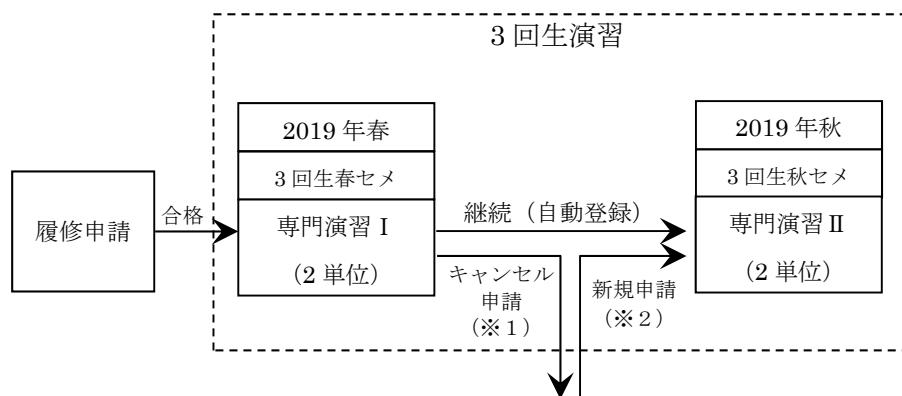 ３回生演習
2019 年春
３回生春セメ
専門演習Ⅰ
（2 単位）
2019 年秋
３回生秋セメ
専門演習Ⅱ
（2 単位）
履修申請
合格
継続（自動登録）
キャンセル
申請
（※１）
新規申請
（※２）